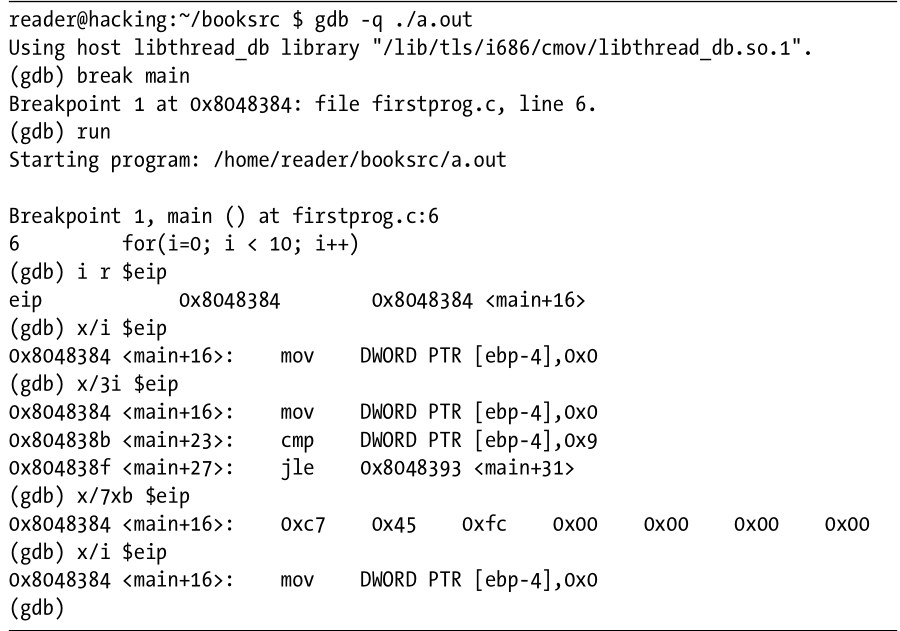 reader@hacking:~/booksrc $ gdb -q ./a.out
Using host libthread_db library "/lib/tls/i686/cmov/libthread_db.so.1".
(gdb) break main
Breakpoint 1 at 0x8048384: file firstprog.c, line 6.
(gdb) run
Starting program: /home/reader/booksrc/a.out

Breakpoint 1, main () at firstprog.c:6
6         for(i=0; i < 10; i++)
(gdb) i r $eip
eip            0x8048384        0x8048384 <main+16>
(gdb) x/i $eip
0x8048384 <main+16>:    mov    DWORD PTR [ebp-4],0x0
(gdb) x/3i $eip
0x8048384 <main+16>:    mov    DWORD PTR [ebp-4],0x0
0x804838b <main+23>:    cmp    DWORD PTR [ebp-4],0x9
0x804838f <main+27>:    jle    0x8048393 <main+31>
(gdb) x/7xb $eip
0x8048384 <main+16>:    0xc7    0x45    0xfc    0x00    0x00    0x00    0x00
(gdb) x/i $eip
0x8048384 <main+16>:    mov    DWORD PTR [ebp-4],0x0
(gdb)